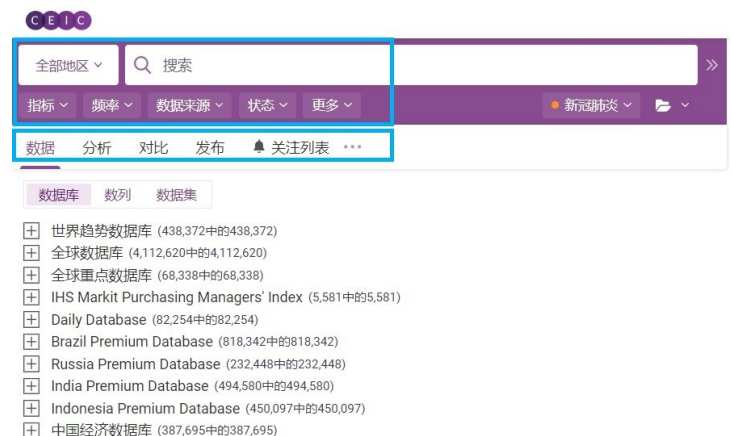 CEIC
全部地区 搜索
指标 频率 数据来源 状态 更多 新冠肺炎
数据 分析 对比 发布 关注列表
数据库 数列 数据集
世界趋势数据库 (438,372中的438,372)
全球数据库 (4,112,620中的4,112,620)
全球重点数据库 (68,338中的68,338)
IHS Markit Purchasing Managers' Index (5,581中的5,581)
Daily Database (82,254中的82,254)
Brazil Premium Database (818,342中的818,342)
Russia Premium Database (232,448中的232,448)
India Premium Database (494,580中的494,580)
Indonesia Premium Database (450,097中的450,097)
中国经济数据库 (387,695中的387,695)